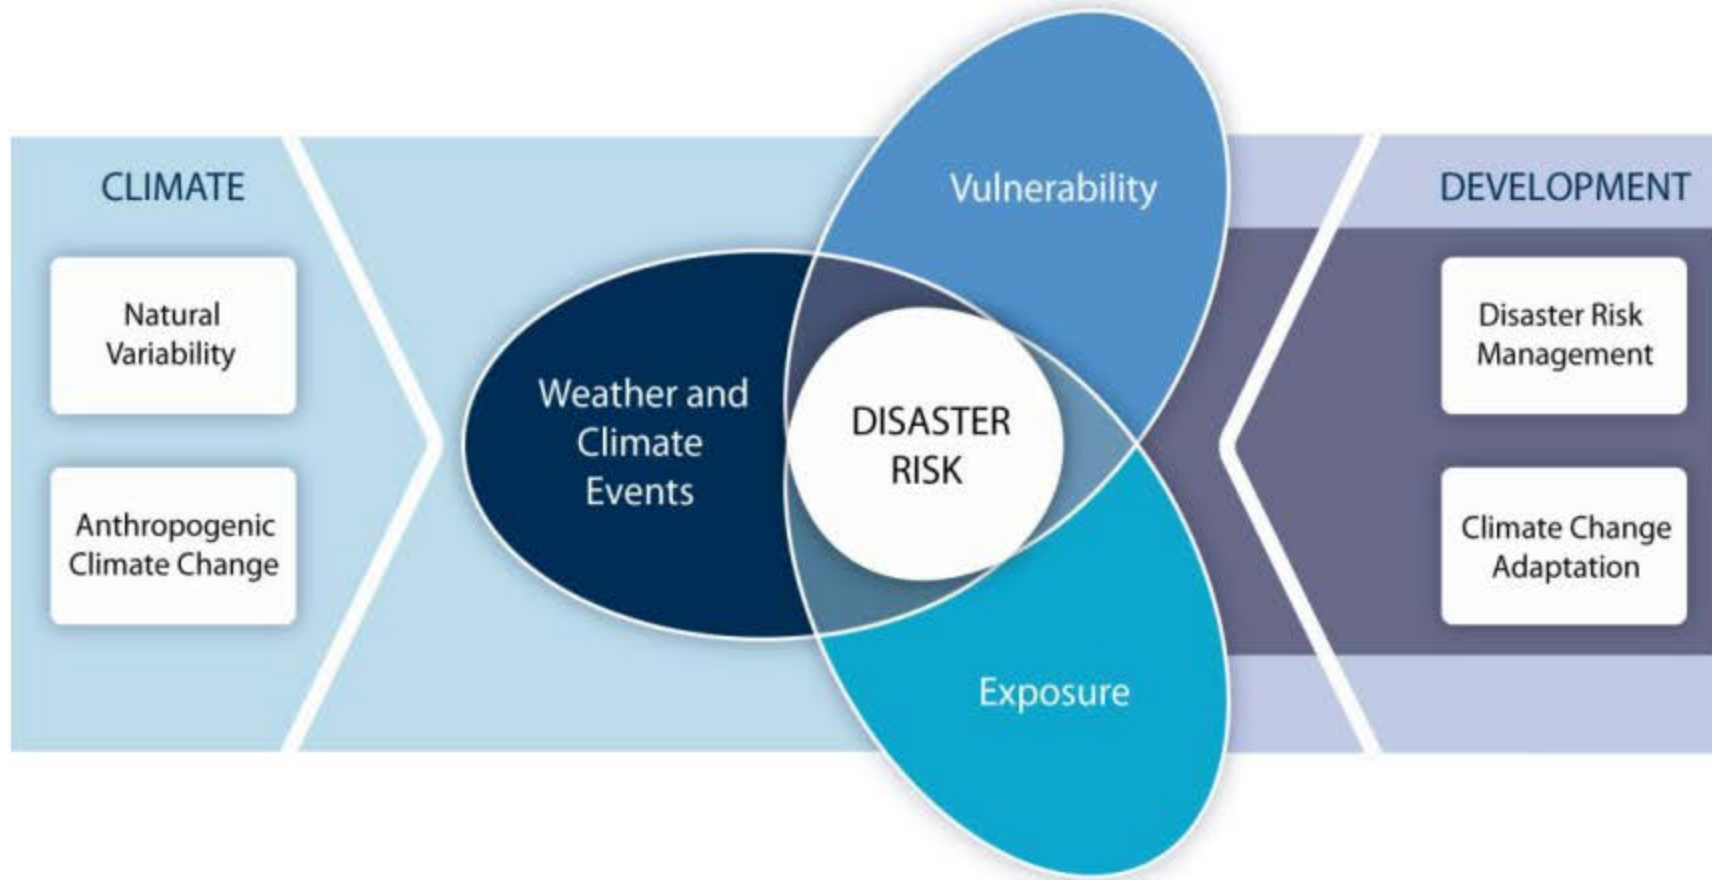 CLIMATE
Natural
Variability
Anthropogenic
Climate Change
Weather and
Climate
Events
Vulnerability
DISASTER
RISK
Exposure
DEVELOPMENT
Disaster Risk
Management
Climate Change
Adaptation